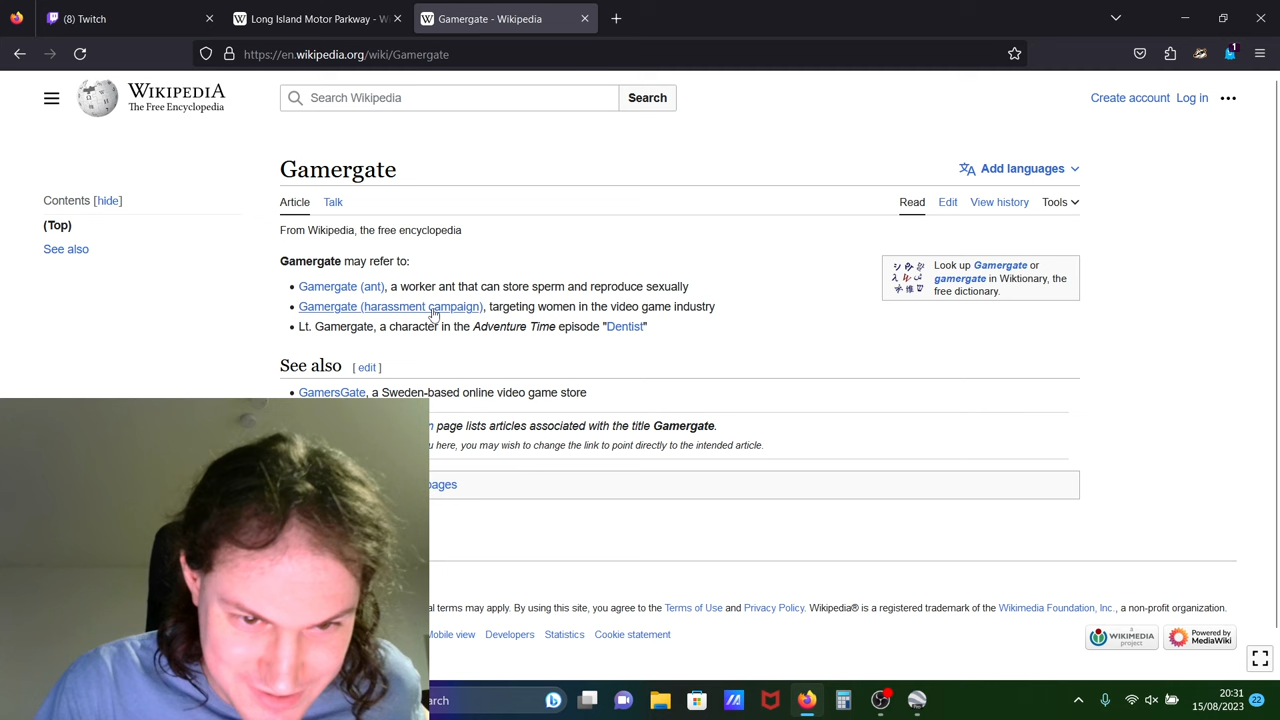 (8) Twitch
Long Island Motor Parkway - Wi
Gamergate - Wikipedia
https://en.wikipedia.org/wiki/Gamergate
1
WIKIPEDIA
The Free Encyclopedia
Search Wikipedia
Search
Create account Log in
Gamergate
Add languages
Contents [hide]
(Top)
See also
Article Talk
Read Edit View history Tools
From Wikipedia, the free encyclopedia
Gamergate may refer to:
Look up Gamergate or
gamergate in Wiktionary, the
free dictionary.
• Gamergate (ant), a worker ant that can store sperm and reproduce sexually
• Gamergate (harassment campaign), targeting women in the video game industry
• Lt. Gamergate, a character in the Adventure Time episode "Dentist"
See also [ edit ]
• GamersGate, a Sweden-based online video game store
page lists articles associated with the title Gamergate.
here, you may wish to change the link to point directly to the intended article.
pages
al terms may apply. By using this site, you agree to the Terms of Use and Privacy Policy. Wikipedia® is a registered trademark of the Wikimedia Foundation, Inc., a non-profit organization.
Mobile view Developers Statistics Cookie statement
A WIKIMEDIA project
Powered by MediaWiki
arch
20:31
15/08/2023
22